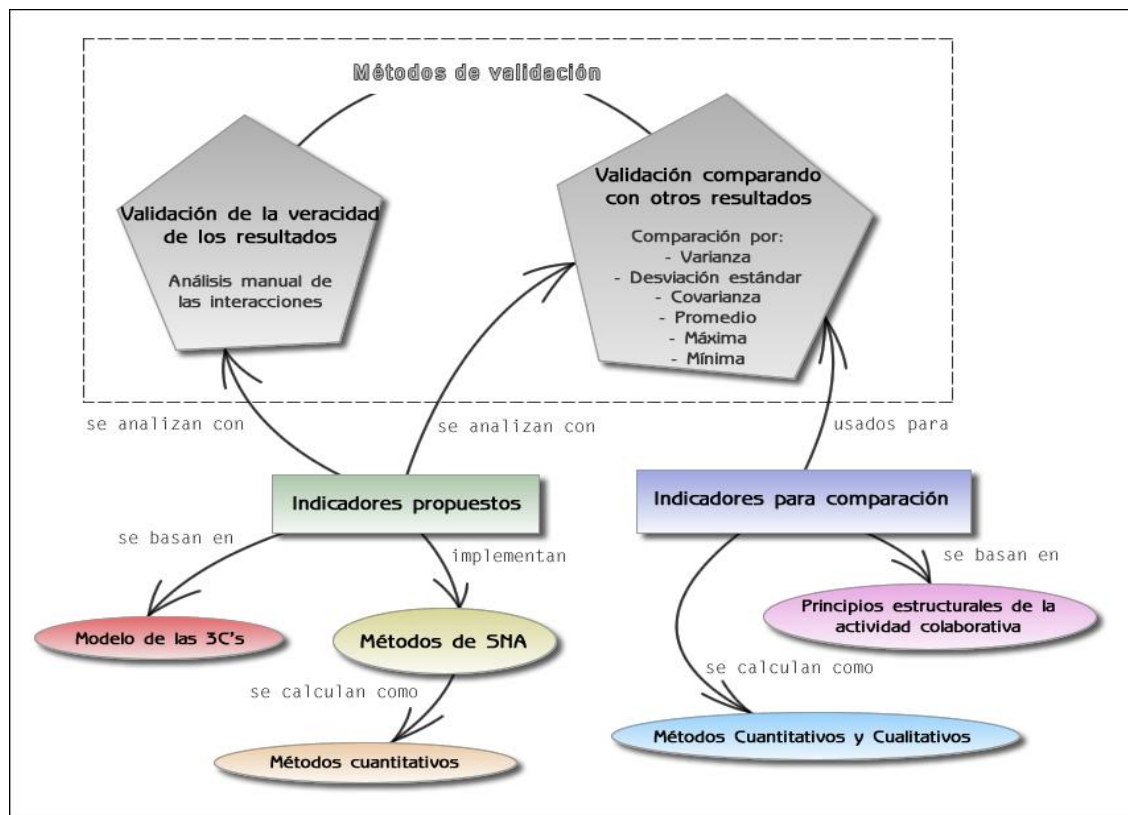 Métodos de validación
Validación de la veracidad
de los resultados
Análisis manual de
las interacciones
Validación comparando
con otros resultados
Comparación por:
- Varianza
- Desviación estándar
- Covarianza
- Promedio
- Máxima
- Mínima
se analizan con
se analizan con
usados para
Indicadores propuestos
Indicadores para comparación
se basan en
implementan
se basan en
Modelo de las 3C's
Métodos de SNA
Principios estructurales de la
actividad colaborativa
se calculan como
se calculan como
Métodos cuantitativos
Métodos Cuantitativos y Cualitativos